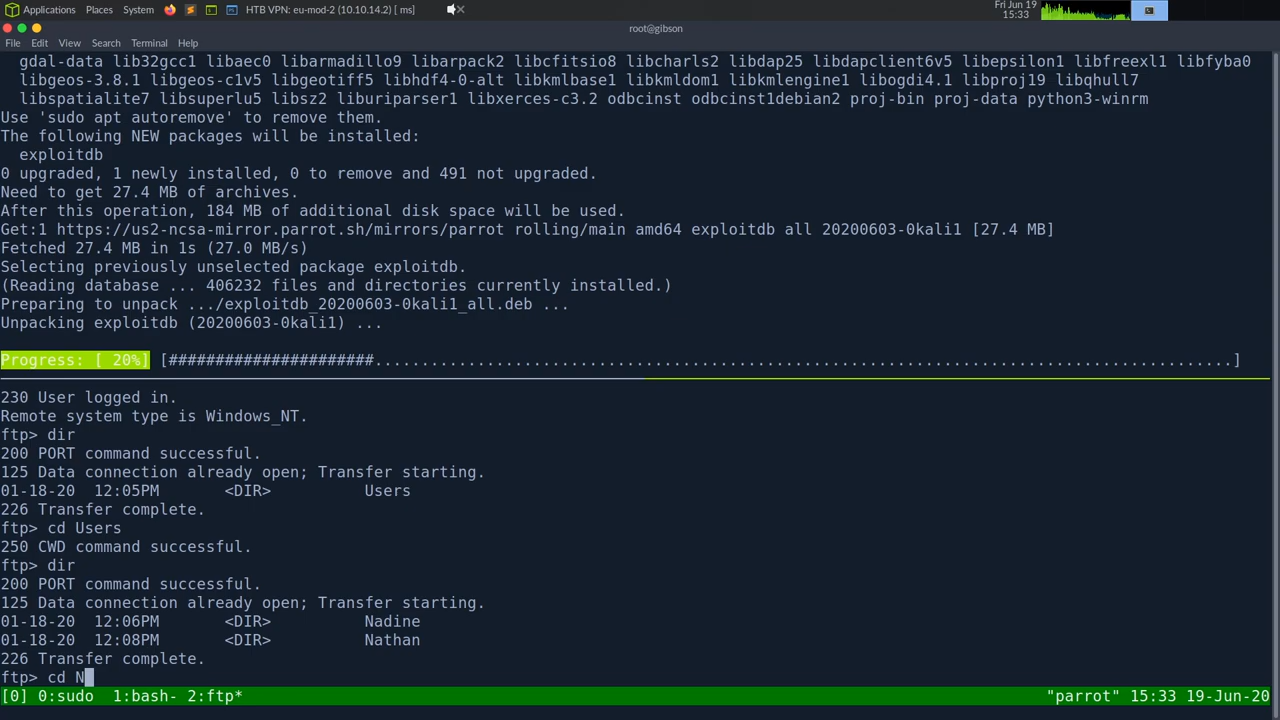 Applications Places System HTB VPN: eu-mod-2 (10.10.14.2) [ ms] Fri Jun 19 15:33
root@gibson
File Edit View Search Terminal Help
gdal-data lib32gcc1 libaec0 libarmadillo9 libarpack2 libcfitsio8 libcharls2 libdap25 libdapclient6v5 libepsilon1 libfreexl1 libfyba0
libgeos-3.8.1 libgeos-c1v5 libgeotiff5 libhdf4-0-alt libkmlbase1 libkmldom1 libkmlengine1 libogdi4.1 libproj19 libqhull7
libspatialite7 libsuperlu5 libsz2 liburiparser1 libxerces-c3.2 odbcinst odbcinst1debian2 proj-bin proj-data python3-winrm
Use 'sudo apt autoremove' to remove them.
The following NEW packages will be installed:
exploitdb
0 upgraded, 1 newly installed, 0 to remove and 491 not upgraded.
Need to get 27.4 MB of archives.
After this operation, 184 MB of additional disk space will be used.
Get:1 https://us2-ncsa-mirror.parrot.sh/mirrors/parrot rolling/main amd64 exploitdb all 20200603-0kali1 [27.4 MB]
Fetched 27.4 MB in 1s (27.0 MB/s)
Selecting previously unselected package exploitdb.
(Reading database ... 406232 files and directories currently installed.)
Preparing to unpack .../exploitdb_20200603-0kali1_all.deb ...
Unpacking exploitdb (20200603-0kali1) ...
Progress: [ 20%] [######################............................................................................................]
230 User logged in.
Remote system type is Windows_NT.
ftp> dir
200 PORT command successful.
125 Data connection already open; Transfer starting.
01-18-20 12:05PM <DIR> Users
226 Transfer complete.
ftp> cd Users
250 CWD command successful.
ftp> dir
200 PORT command successful.
125 Data connection already open; Transfer starting.
01-18-20 12:06PM <DIR> Nadine
01-18-20 12:08PM <DIR> Nathan
226 Transfer complete.
ftp> cd N
[0] 0:sudo 1:bash- 2:ftp* "parrot" 15:33 19-Jun-20